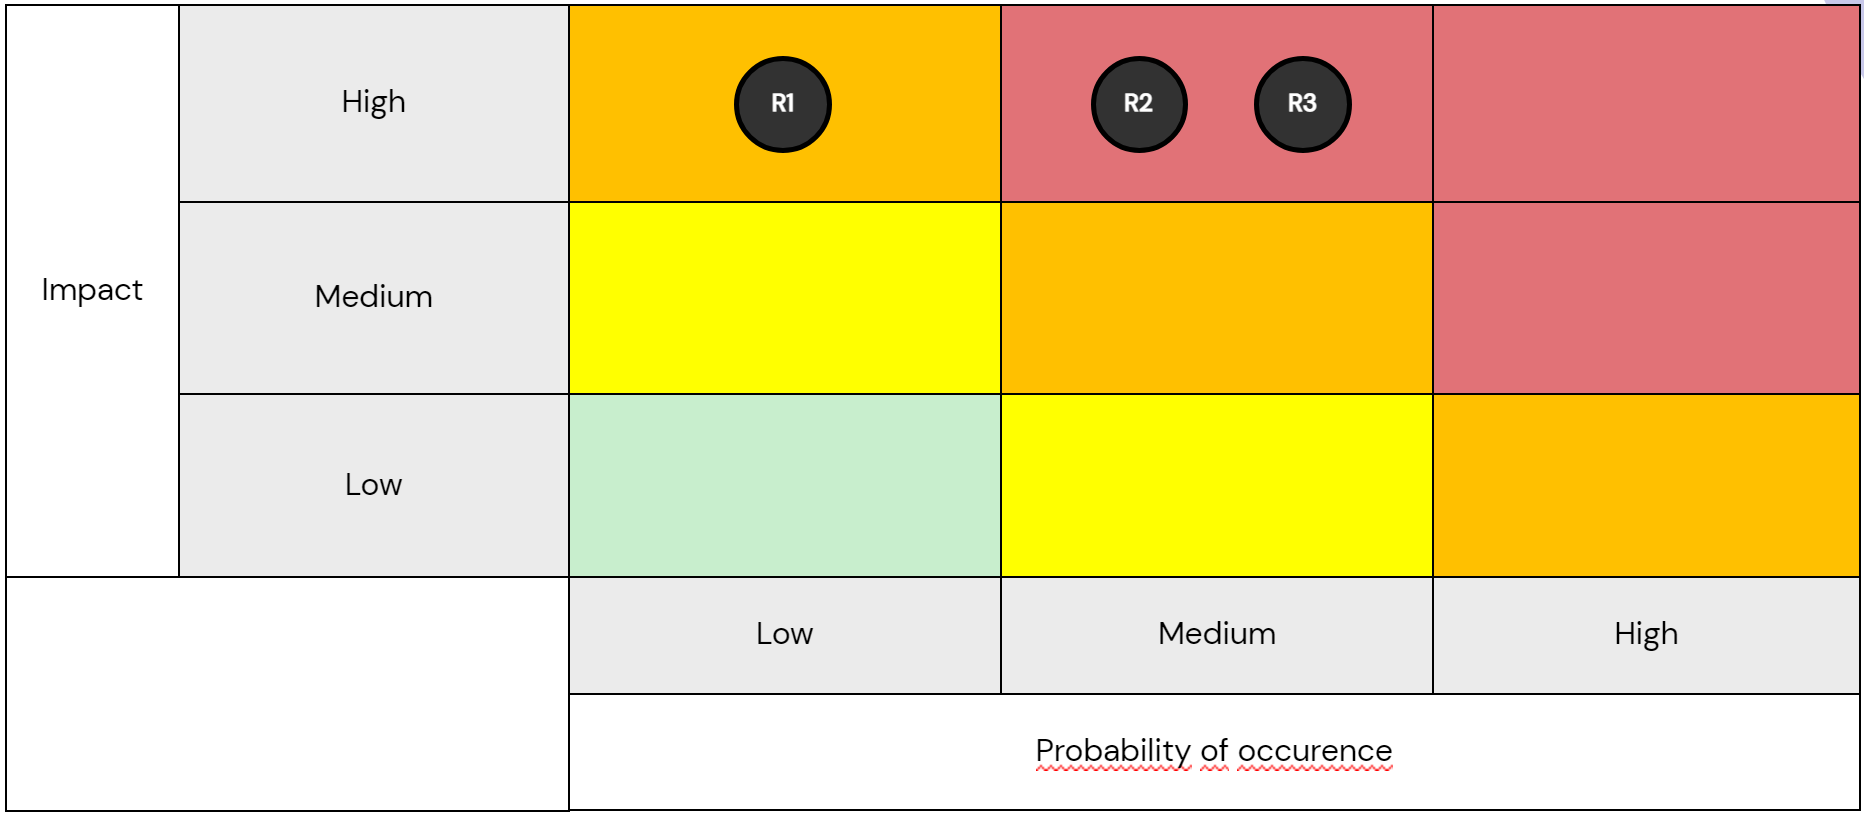 High
R1
R2
R3
Impact
Medium
Low
Low
Medium
High
Probability of occurence